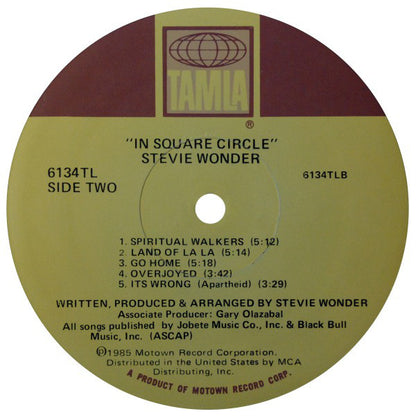 TAMLA
®
"IN SQUARE CIRCLE"
STEVIE WONDER
6134TL
SIDE TWO
6134TLB
1. SPIRITUAL WALKERS (5:12)
2. LAND OF LA LA (5:14)
3. GO HOME (5:18)
4. OVERJOYED (3:42)
5. ITS WRONG (Apartheid) (3:29)
WRITTEN, PRODUCED & ARRANGED BY STEVIE WONDER
Associate Producer: Gary Olazabal
All songs published by Jobete Music Co., Inc. & Black Bull
Music, Inc. (ASCAP)
℗©1985 Motown Record Corporation.
Distributed in the United States by MCA
Distributing, Inc.
A PRODUCT OF MOTOWN RECORD CORP.